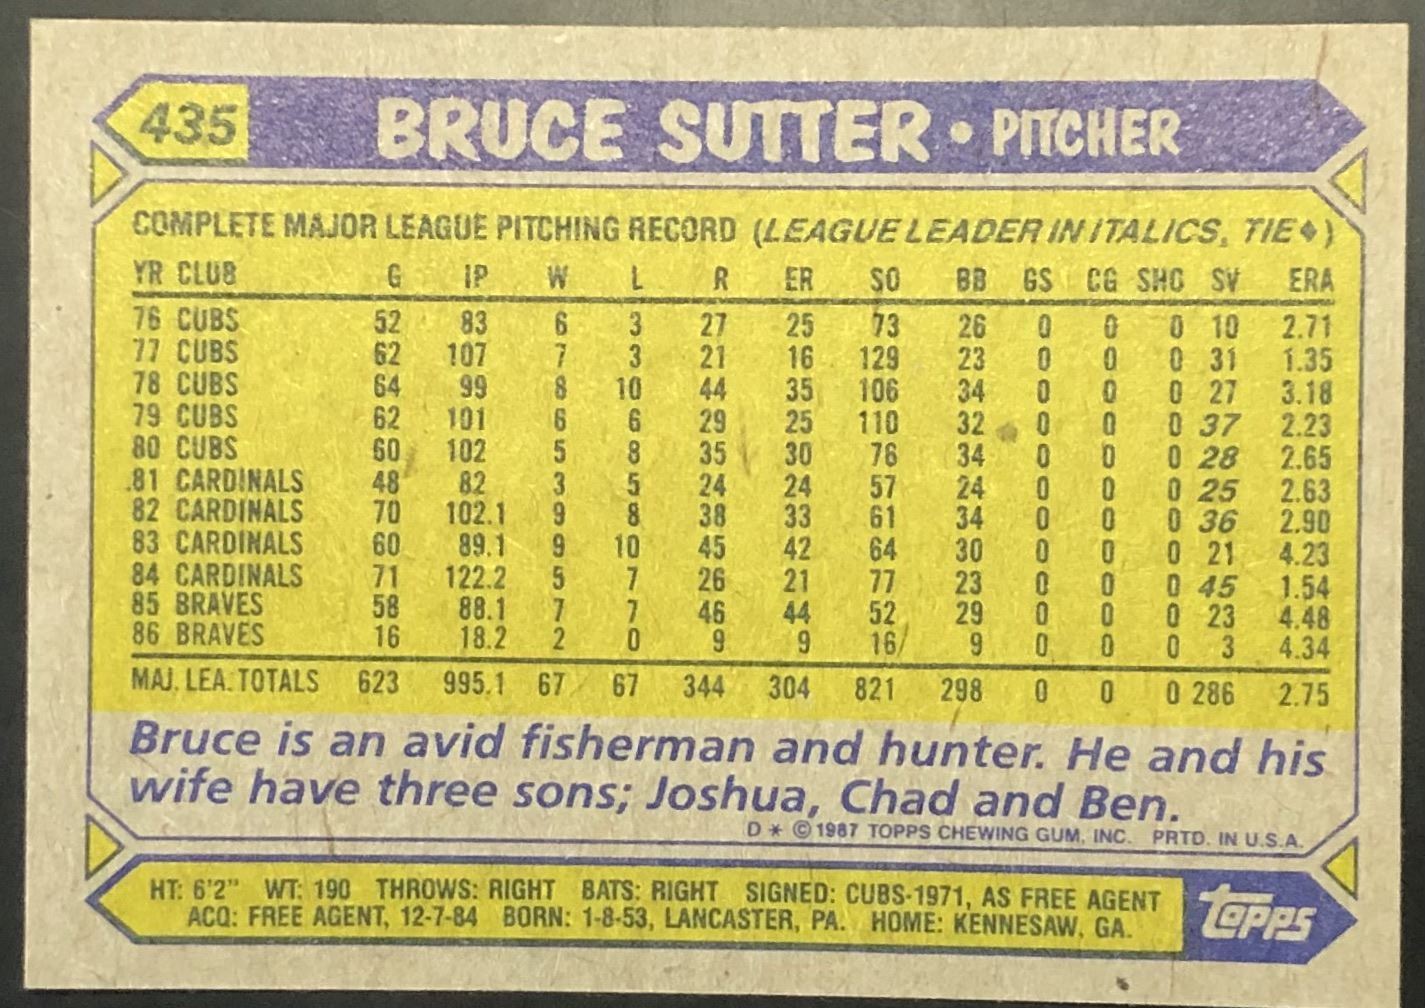 435 BRUCE SUTTER • PITCHER
COMPLETE MAJOR LEAGUE PITCHING RECORD (LEAGUE LEADER IN ITALICS, TIE♦)
YR CLUB G IP W L R ER SO BB GS CG SHO SV ERA
76 CUBS 52 83 6 3 27 25 73 26 0 0 0 10 2.71
77 CUBS 62 107 7 3 21 16 129 23 0 0 0 31 1.35
78 CUBS 64 99 8 10 44 35 106 34 0 0 0 27 3.18
79 CUBS 62 101 6 6 29 25 110 32 0 0 0 37 2.23
80 CUBS 60 102 5 8 35 30 76 34 0 0 0 28 2.65
81 CARDINALS 48 82 3 5 24 24 57 24 0 0 0 25 2.63
82 CARDINALS 70 102.1 9 8 38 33 61 34 0 0 0 36 2.90
83 CARDINALS 60 89.1 9 10 45 42 64 30 0 0 0 21 4.23
84 CARDINALS 71 122.2 5 7 26 21 77 23 0 0 0 45 1.54
85 BRAVES 58 88.1 7 7 46 44 52 29 0 0 0 23 4.48
86 BRAVES 16 18.2 2 0 9 9 16 9 0 0 0 3 4.34
MAJ. LEA. TOTALS 623 995.1 67 67 344 304 821 298 0 0 0 286 2.75
Bruce is an avid fisherman and hunter. He and his
wife have three sons; Joshua, Chad and Ben.
D * © 1987 TOPPS CHEWING GUM, INC. PRTD. IN U.S.A.
HT: 6'2" WT: 190 THROWS: RIGHT BATS: RIGHT SIGNED: CUBS-1971, AS FREE AGENT
ACQ: FREE AGENT, 12-7-84 BORN: 1-8-53, LANCASTER, PA. HOME: KENNESAW, GA.
topps